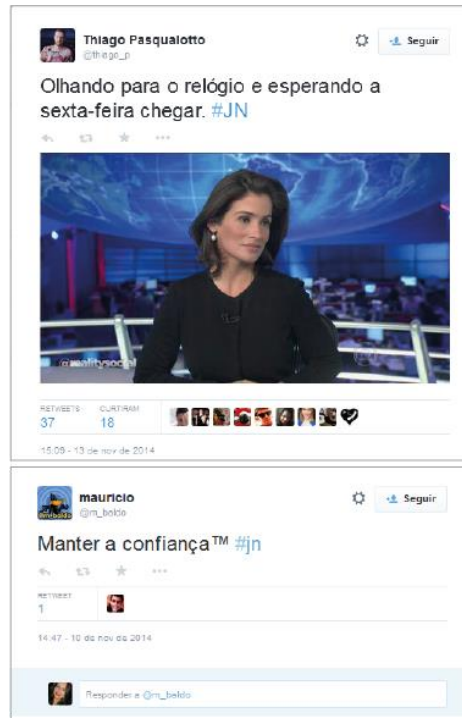 Thiago Pasqualotto
@thiago_p
Seguir
Olhando para o relógio e esperando a
sexta-feira chegar. #JN
@realitysocial
RETWEETS CURTIRAM
37 18
15:09 - 13 de nov de 2014
mauricio
@m_baldo
Seguir
Manter a confiança™ #jn
RETWEET
1
14:47 - 10 de nov de 2014
Responder a @m_baldo